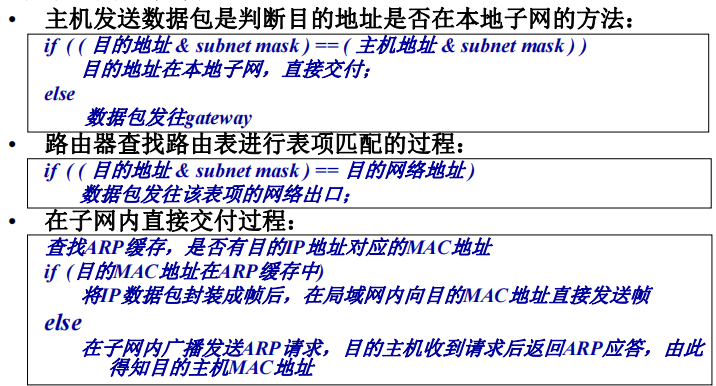 • 主机发送数据包是判断目的地址是否在本地子网的方法：
if ( ( 目的地址 & subnet mask ) == ( 主机地址 & subnet mask ) )
目的地址在本地子网，直接交付；
else
数据包发往gateway
• 路由器查找路由表进行表项匹配的过程：
if ( ( 目的地址 & subnet mask ) == 目的网络地址 )
数据包发往该表项的网络出口；
• 在子网内直接交付过程：
查找ARP缓存，是否有目的IP地址对应的MAC地址
if (目的MAC地址在ARP缓存中)
将IP数据包封装成帧后，在局域网内向目的MAC地址直接发送帧
else
在子网内广播发送ARP请求，目的主机收到请求后返回ARP应答，由此
得知目的主机MAC地址